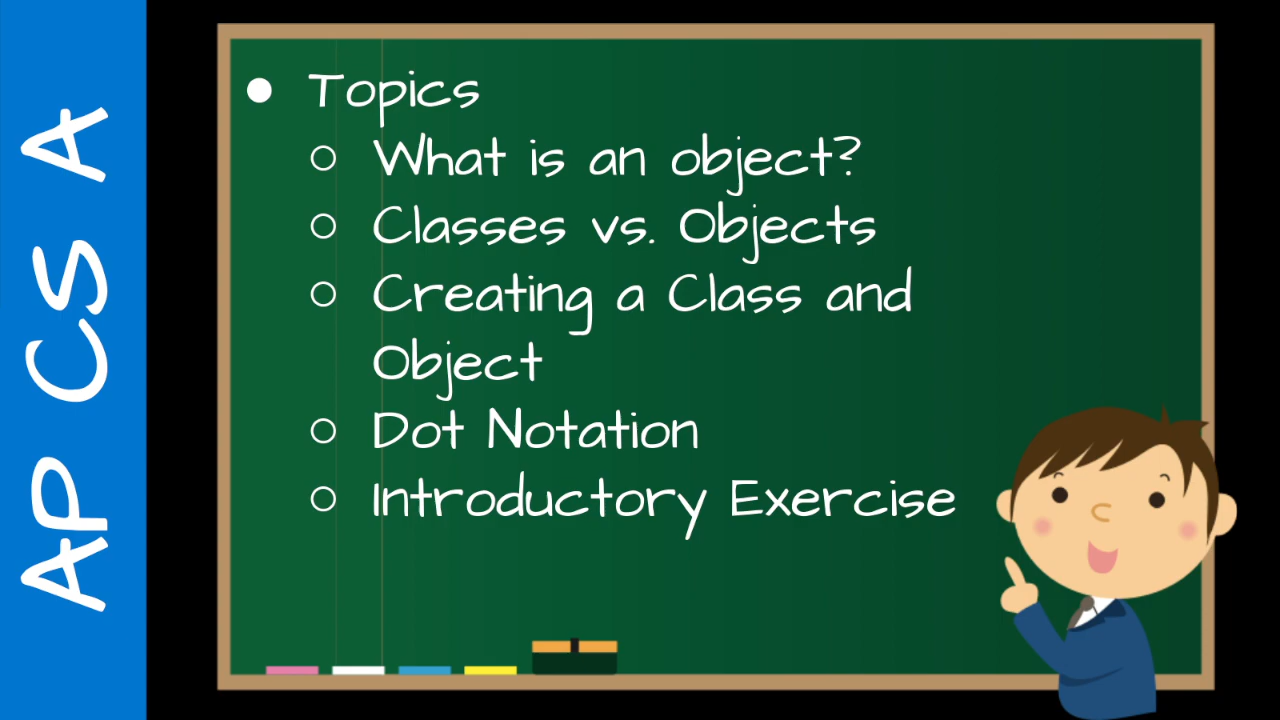 AP CS A
Topics
What is an object?
Classes vs. Objects
Creating a Class and
Object
Dot Notation
Introductory Exercise